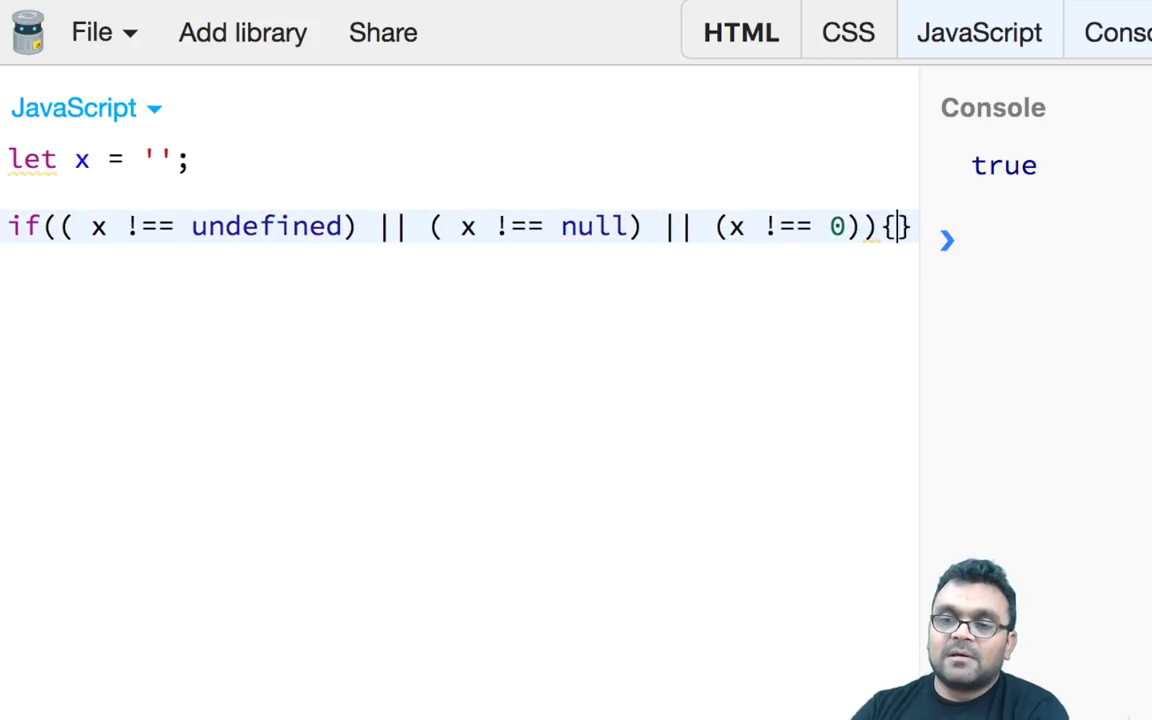 File Add library Share HTML CSS JavaScript Conso
JavaScript
Console
let x = '';
true
if(( x !== undefined) || ( x !== null) || (x !== 0)){}